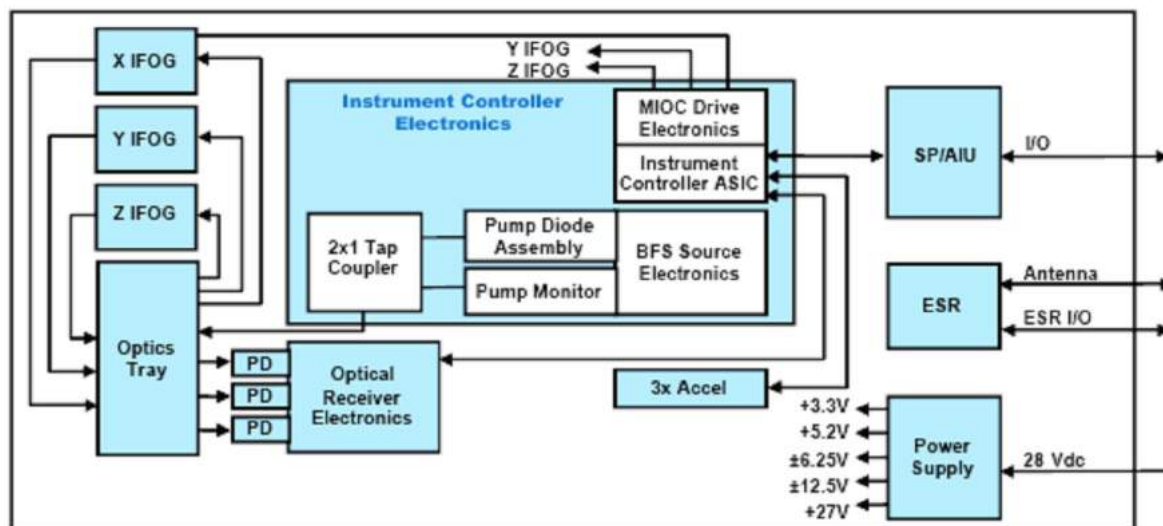 X IFOG
Y IFOG
Z IFOG
Y IFOG
Z IFOG
Instrument Controller
Electronics
MIOC Drive
Electronics
Instrument
Controller ASIC
SP/AIU
I/O
2x1 Tap
Coupler
Pump Diode
Assembly
Pump Monitor
BFS Source
Electronics
ESR
Antenna
ESR I/O
Optics
Tray
PD
PD
PD
Optical
Receiver
Electronics
3x Accel
+3.3V
+5.2V
±6.25V
±12.5V
+27V
Power
Supply
28 Vdc